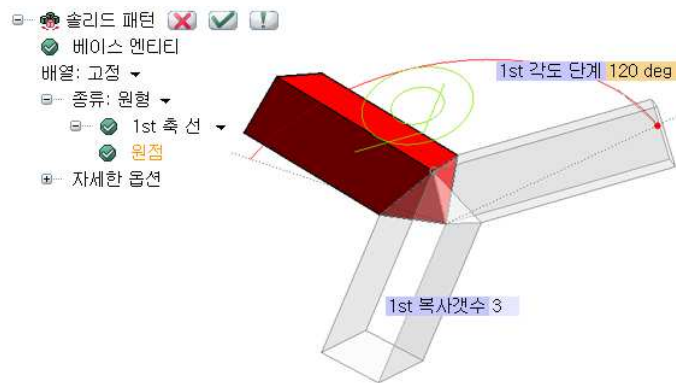 솔리드 패턴
베이스 엔티티
배열: 고정
종류: 원형
1st 축 선
원점
자세한 옵션
1st 각도 단계 120 deg
1st 복사갯수 3